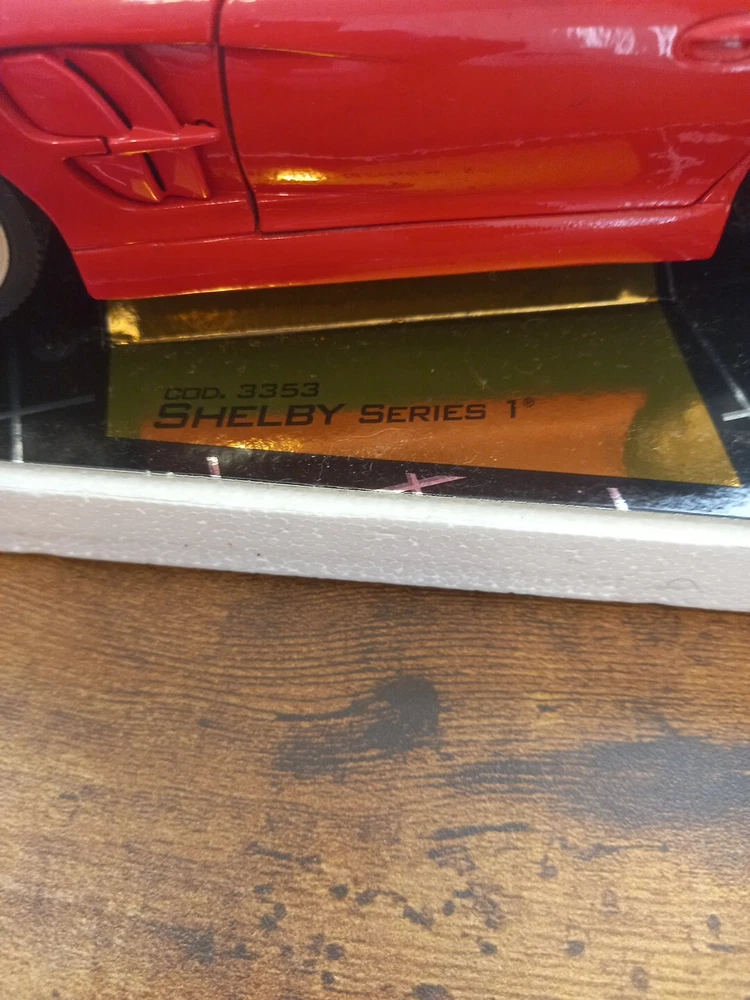 COD. 3353
SHELBY SERIES 1®